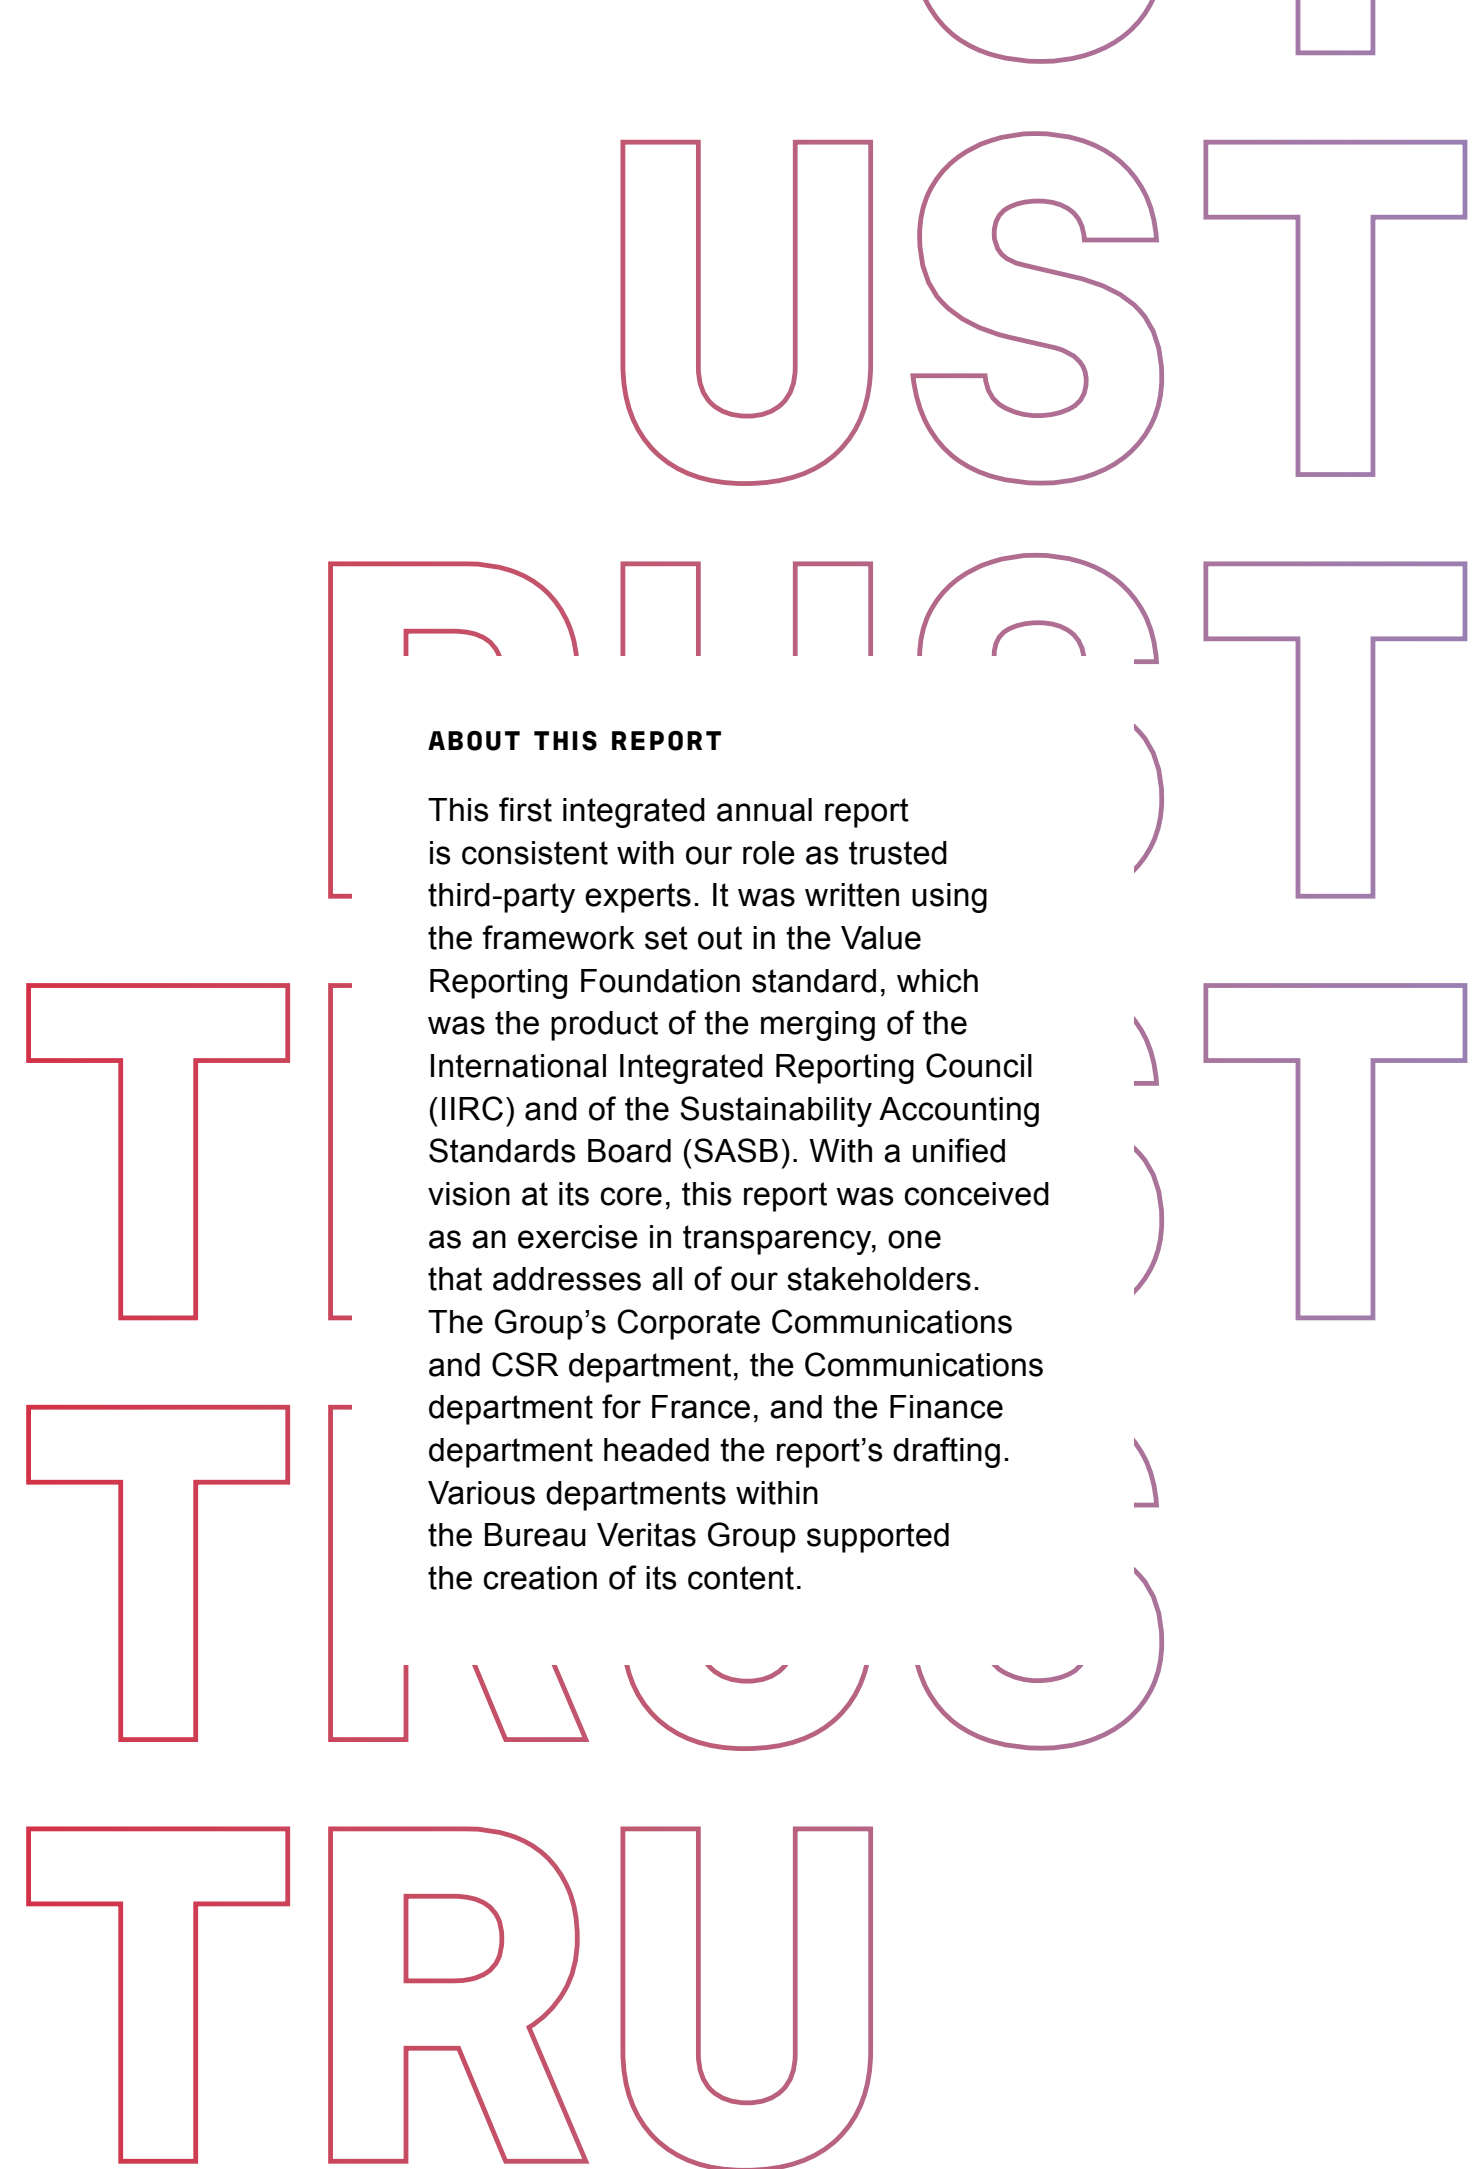 ST
UST
RUST
TRUST
TRUS
TRU
ABOUT THIS REPORT
This first integrated annual report
is consistent with our role as trusted
third-party experts. It was written using
the framework set out in the Value
Reporting Foundation standard, which
was the product of the merging of the
International Integrated Reporting Council
(IIRC) and of the Sustainability Accounting
Standards Board (SASB). With a unified
vision at its core, this report was conceived
as an exercise in transparency, one
that addresses all of our stakeholders.
The Group’s Corporate Communications
and CSR department, the Communications
department for France, and the Finance
department headed the report’s drafting.
Various departments within
the Bureau Veritas Group supported
the creation of its content.